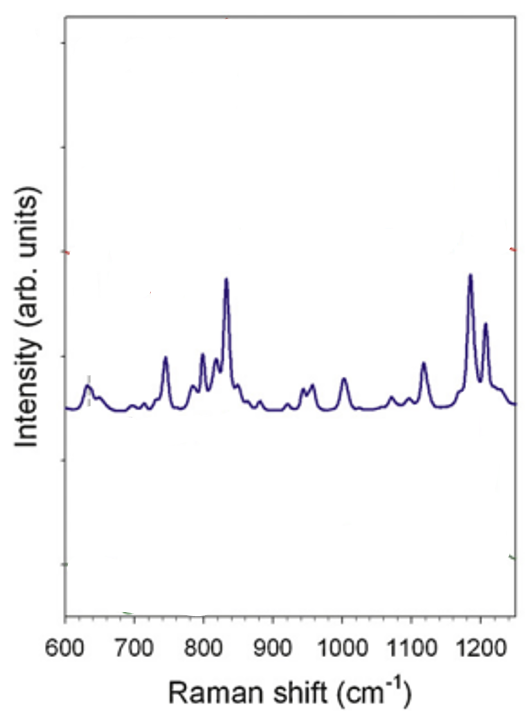 Intensity (arb. units)
600 700 800 900 1000 1100 1200
Raman shift (cm⁻¹)